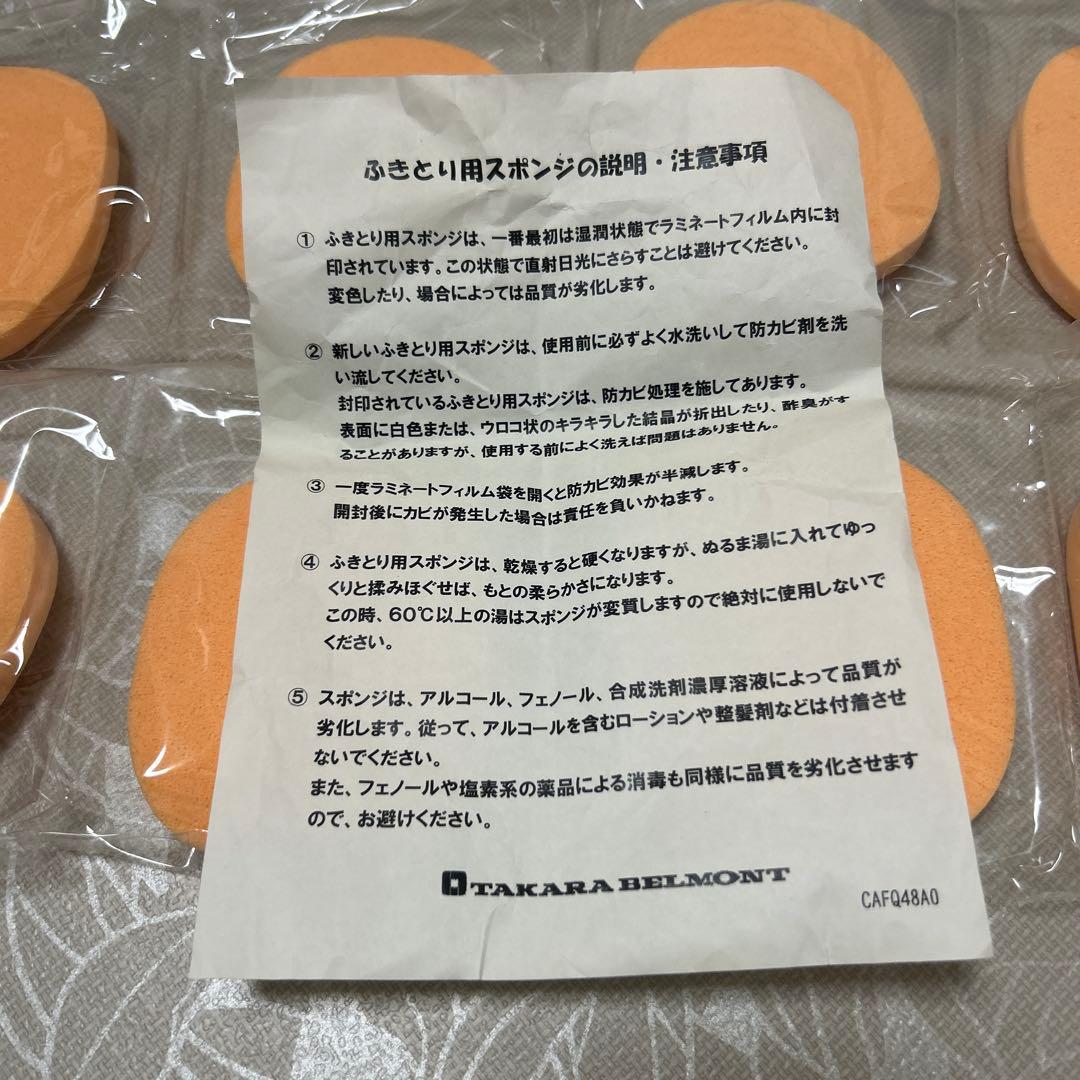 ふきとり用スポンジの説明・注意事項
① ふきとり用スポンジは、一番最初は湿潤状態でラミネートフィルム内に封
印されています。この状態で直射日光にさらすことは避けてください。
変色したり、場合によっては品質が劣化します。
② 新しいふきとり用スポンジは、使用前に必ずよく水洗いして防カビ剤を洗
い流してください。
封印されているふきとり用スポンジは、防カビ処理を施してあります。
表面に白色または、ウロコ状のキラキラした結晶が折出したり、酢臭がす
ることがありますが、使用する前によく洗えば問題はありません。
③ 一度ラミネートフィルム袋を開くと防カビ効果が半減します。
開封後にカビが発生した場合は責任を負いかねます。
④ ふきとり用スポンジは、乾燥すると硬くなりますが、ぬるま湯に入れてゆっ
くりと揉みほぐせば、もとの柔らかさになります。
この時、60℃以上の湯はスポンジが変質しますので絶対に使用しないで
ください。
⑤ スポンジは、アルコール、フェノール、合成洗剤濃厚溶液によって品質が
劣化します。従って、アルコールを含むローションや整髪剤などは付着させ
ないでください。
また、フェノールや塩素系の薬品による消毒も同様に品質を劣化させます
ので、お避けください。
TAKARA BELMONT
CAFQ48A0